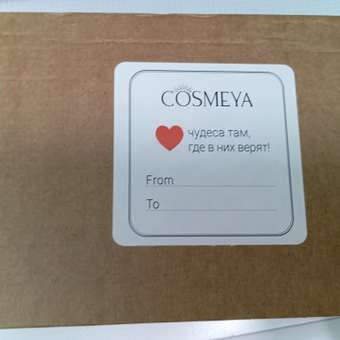 COSMEYA
чудеса там,
где в них верят!
From
To